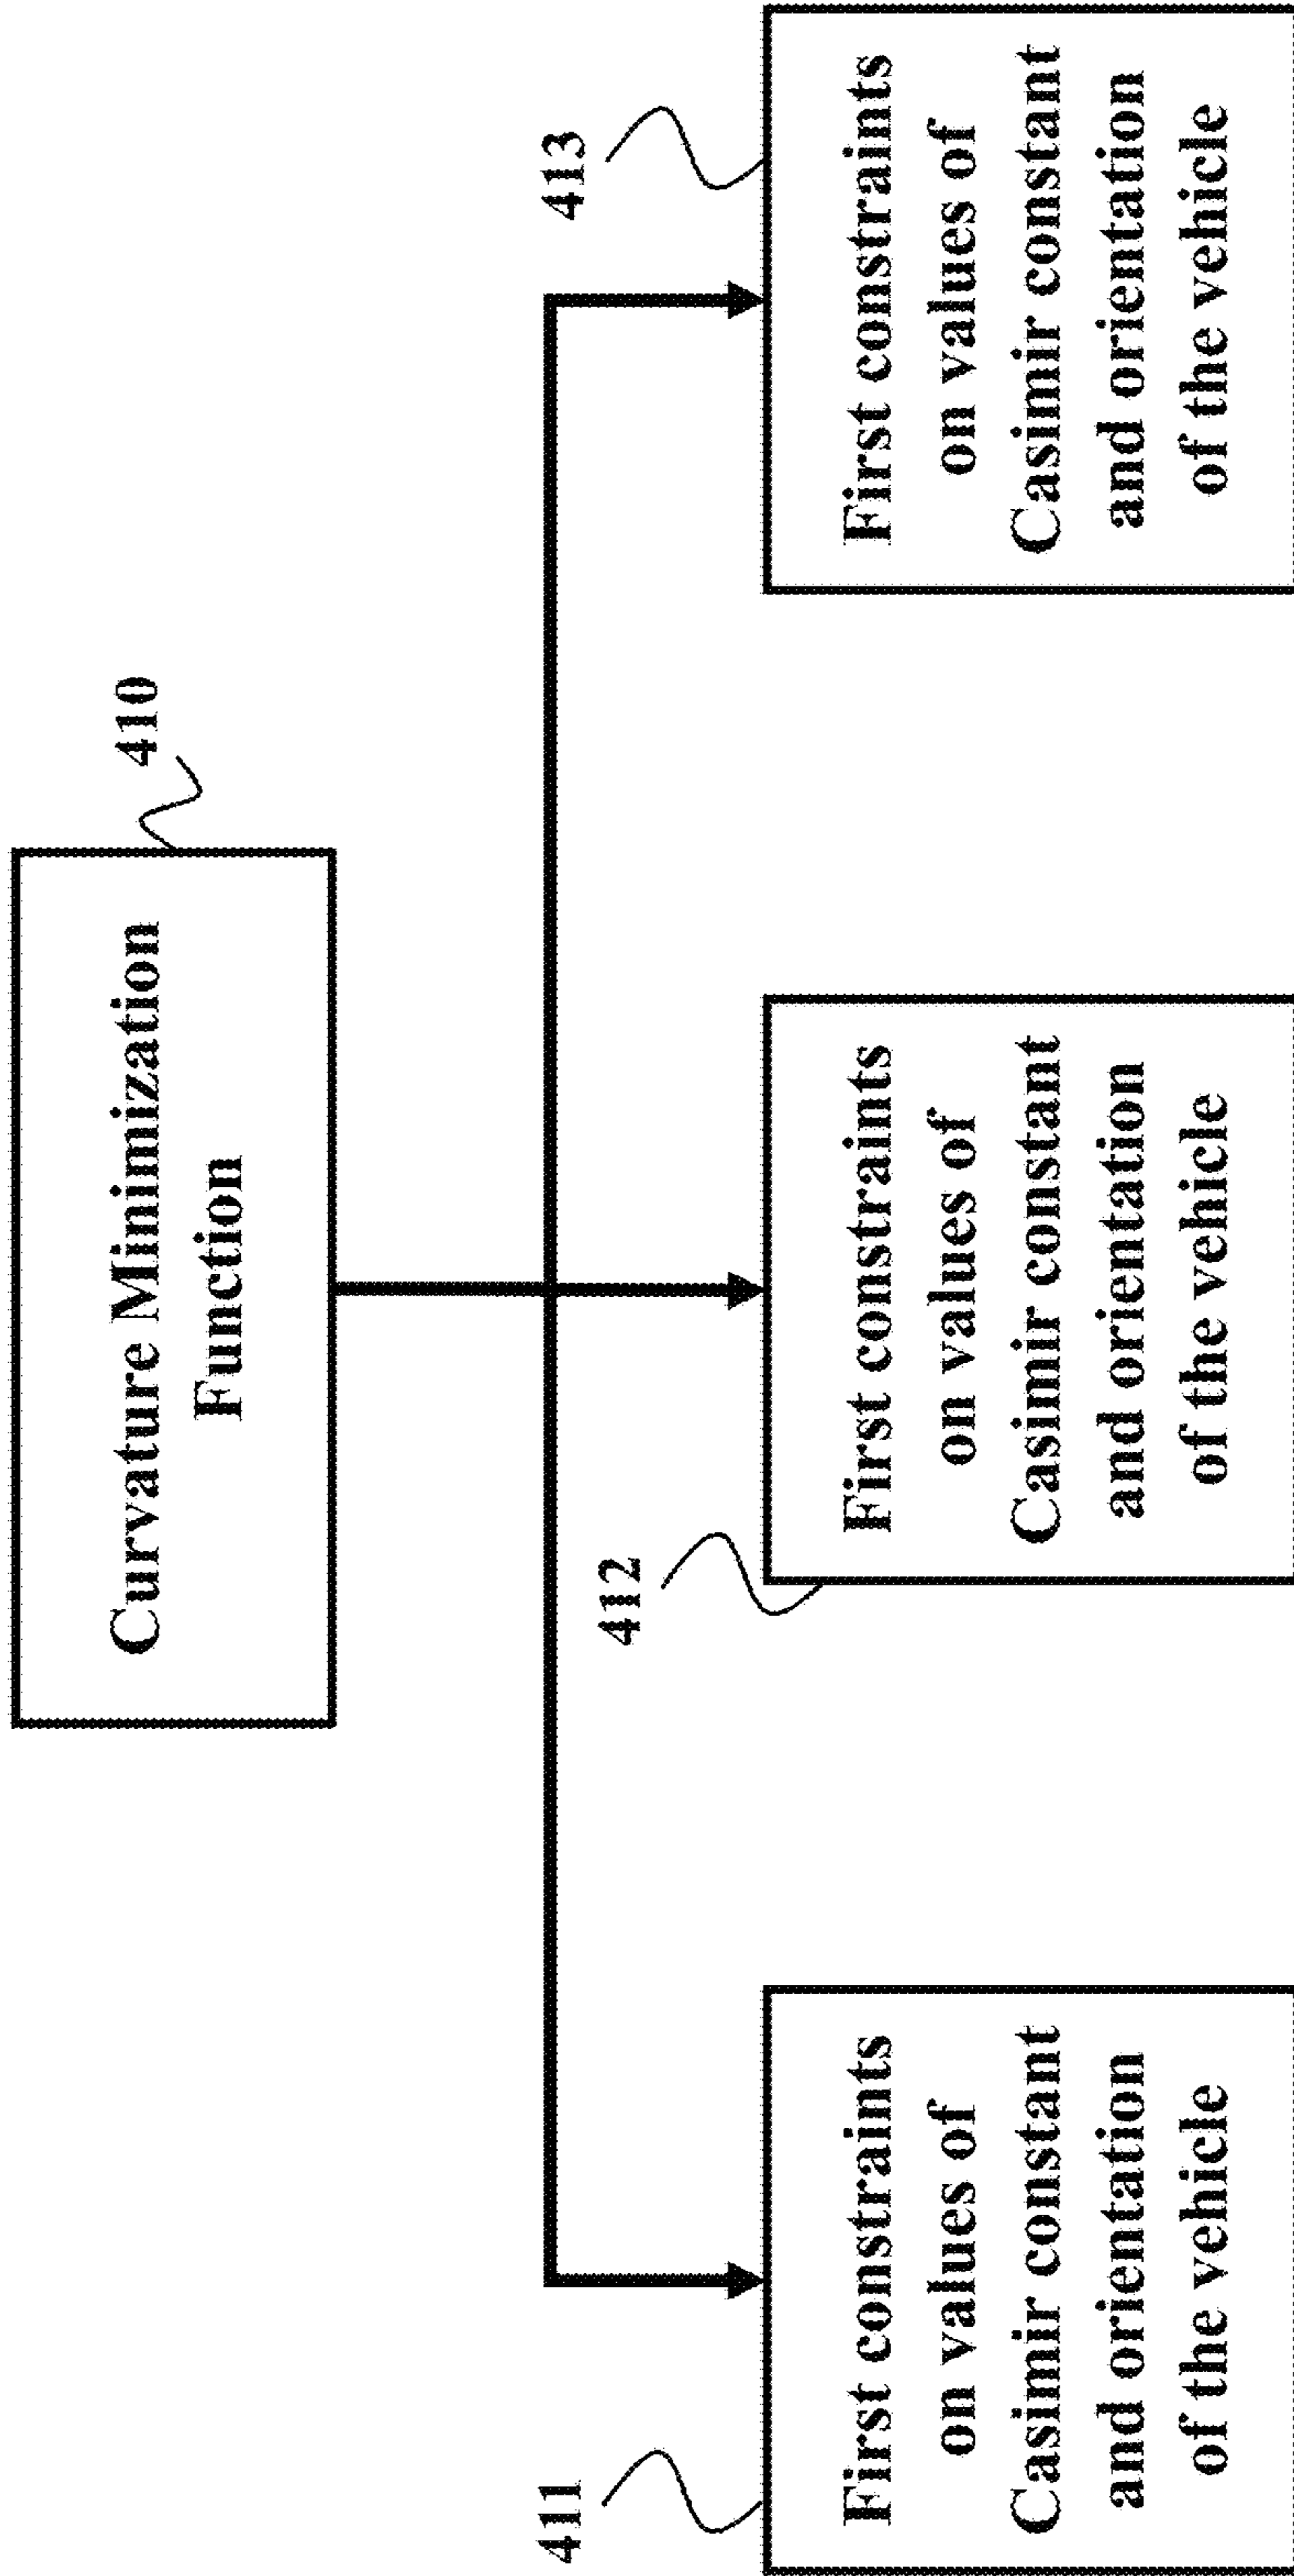 Curvature Minimization
Function
410
411
First constraints
on values of
Casimir constant
and orientation
of the vehicle
412
First constraints
on values of
Casimir constant
and orientation
of the vehicle
413
First constraints
on values of
Casimir constant
and orientation
of the vehicle